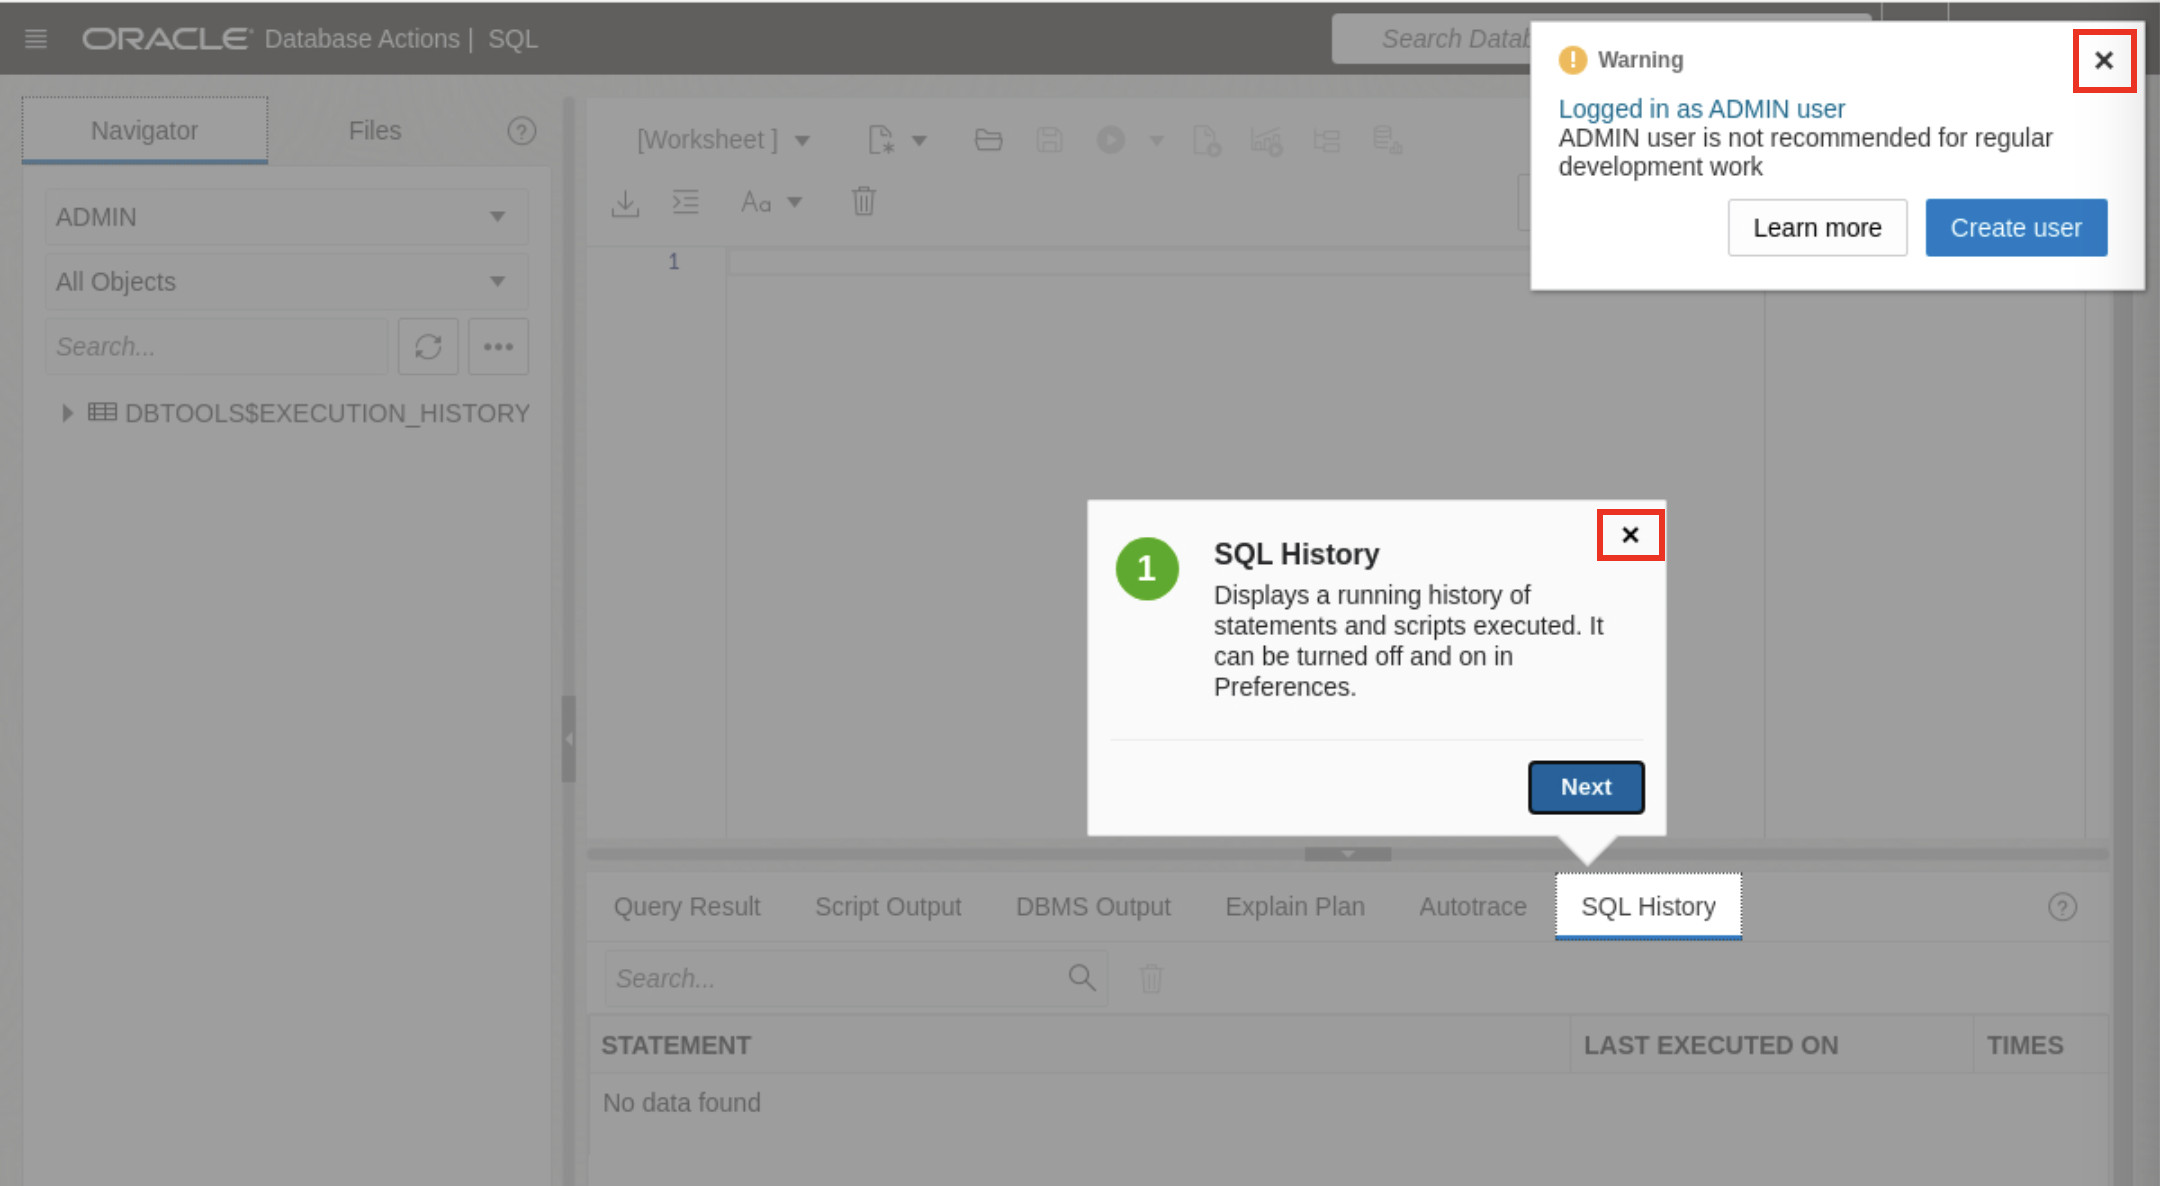 ORACLE Database Actions | SQL
Search Datab
Warning
Logged in as ADMIN user
ADMIN user is not recommended for regular
development work
Learn more
Create user
Navigator
Files
?
ADMIN
All Objects
Search...
DBTOOLS$EXECUTION_HISTORY
[Worksheet ]
Aa
1
1
SQL History
Displays a running history of
statements and scripts executed. It
can be turned off and on in
Preferences.
Next
Query Result
Script Output
DBMS Output
Explain Plan
Autotrace
SQL History
?
Search...
STATEMENT
LAST EXECUTED ON
TIMES
No data found